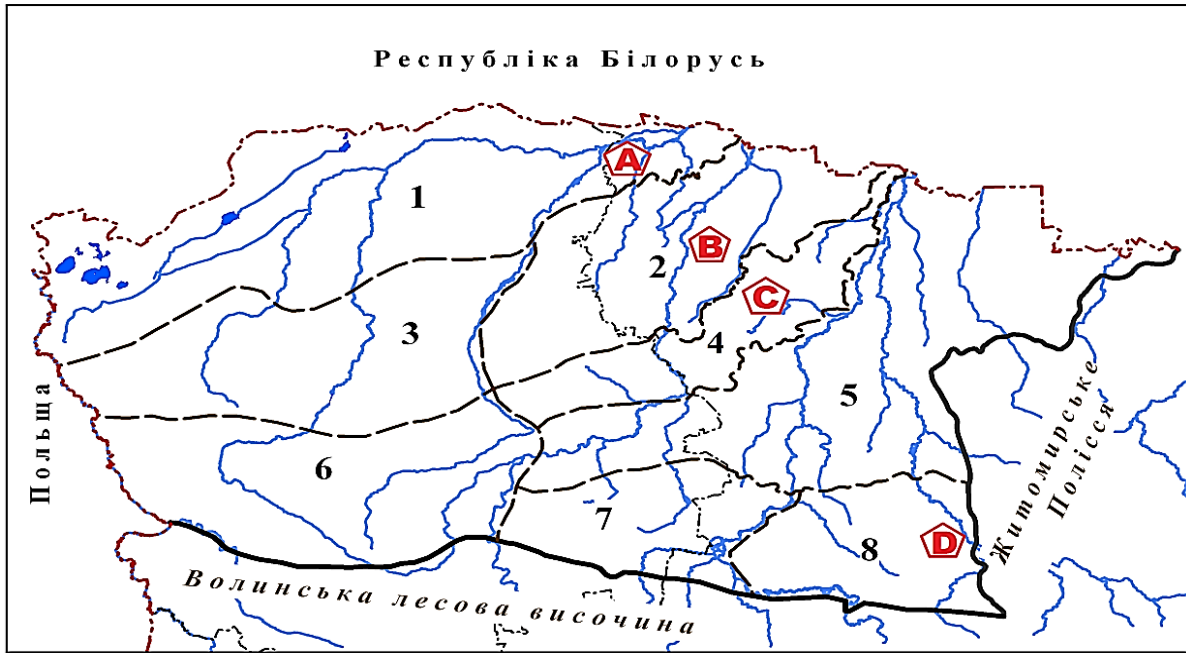 Республіка Білорусь
A
1
B
2
C
3
4
5
Польща
6
7
8
D
Житомирське
Полісся
Волинська лесова височина